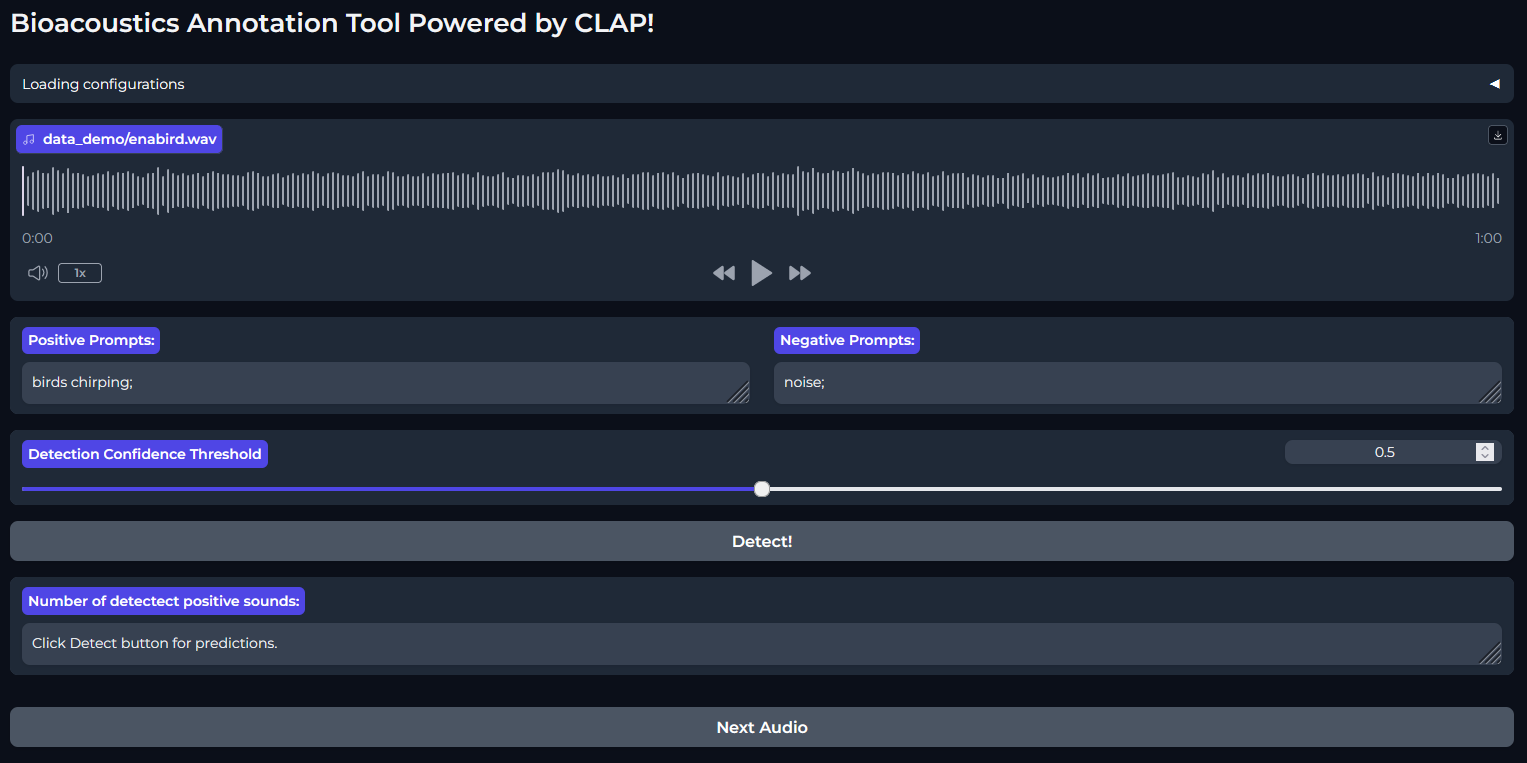 Bioacoustics Annotation Tool Powered by CLAP!
Loading configurations
data_demo/enabird.wav
0:00 1:00
1x
Positive Prompts: Negative Prompts:
birds chirping; noise;
Detection Confidence Threshold 0.5
Detect!
Number of detectect positive sounds:
Click Detect button for predictions.
Next Audio